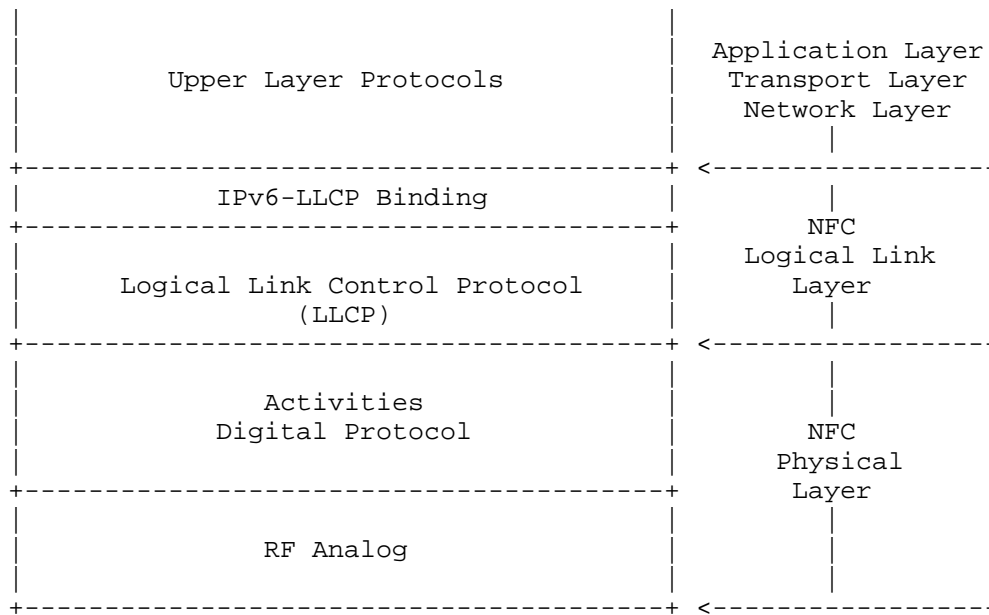 Application Layer
Upper Layer Protocols Transport Layer
Network Layer
IPv6-LLCP Binding
NFC
Logical Link
Logical Link Control Protocol Layer
(LLCP)
Activities
Digital Protocol NFC
Physical
Layer
RF Analog